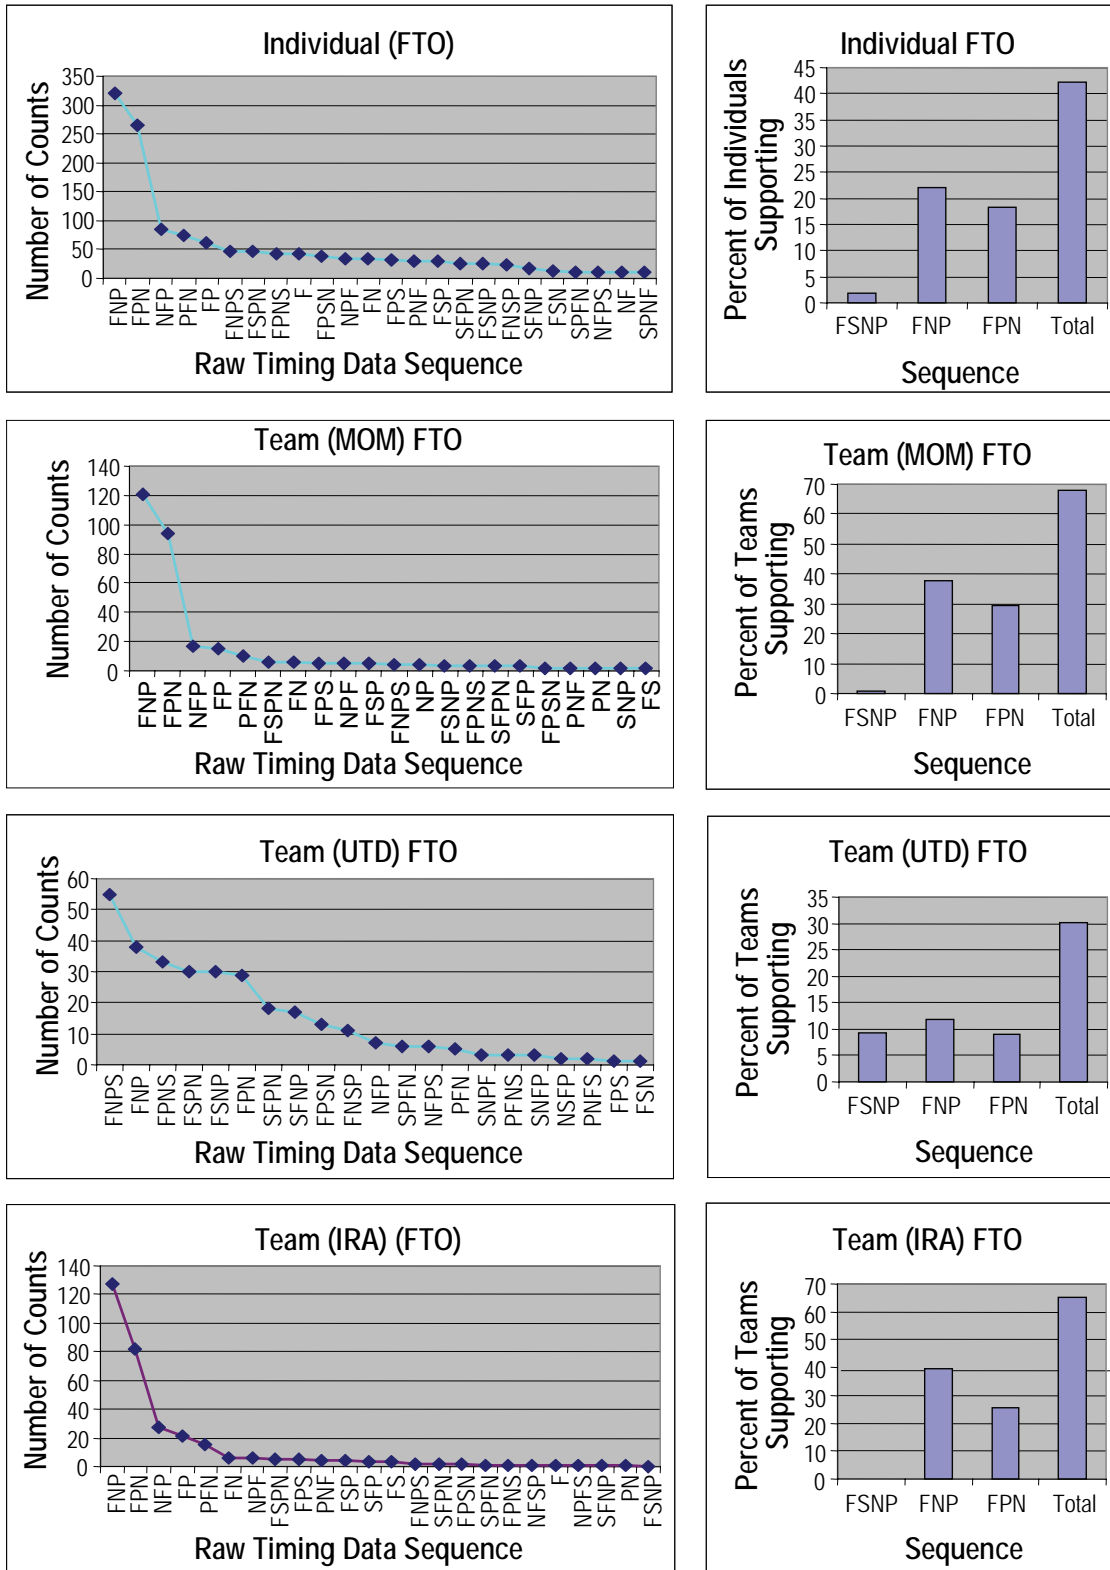 Individual (FTO)
Number of Counts
350
300
250
200
150
100
50
0
FNP FPN NFP PFN FP FNPS FSPN FPNS F FPSN NPF FN FPS PNF FSP SFPN FSNP FNSP SFNP FSN SPFN NFPS NF SPNF
Raw Timing Data Sequence
Individual FTO
Percent of Individuals
Supporting
45
40
35
30
25
20
15
10
5
0
FSNP FNP FPN Total
Sequence
Team (MOM) FTO
Number of Counts
140
120
100
80
60
40
20
0
FNP FPN NFP FP PFN FSPN FN FPS NPF FSP FNPS NP FSNP FPNS SFPN SFP FPSN PNF PN SNP FS
Raw Timing Data Sequence
Team (MOM) FTO
Percent of Teams
Supporting
70
60
50
40
30
20
10
0
FSNP FNP FPN Total
Sequence
Team (UTD) FTO
Number of Counts
60
50
40
30
20
10
0
FNPS FNP FPNS FSPN FSNP FPN SFPN SFNP FPSN FNSP NFP SPFN NFPS PFN SNPF PFNS SNFP NSFP PNFS FPS FSN
Raw Timing Data Sequence
Team (UTD) FTO
Percent of Teams
Supporting
35
30
25
20
15
10
5
0
FSNP FNP FPN Total
Sequence
Team (IRA) (FTO)
Number of Counts
140
120
100
80
60
40
20
0
FNP FPN NFP FP PFN FN NPF FSPN FPS PNF FSP SFP FS FNPS SFPN FPSN SPFN FPNS NFSP F NPFS SFNP PN FSNP
Raw Timing Data Sequence
Team (IRA) FTO
Percent of Teams
Supporting
70
60
50
40
30
20
10
0
FSNP FNP FPN Total
Sequence